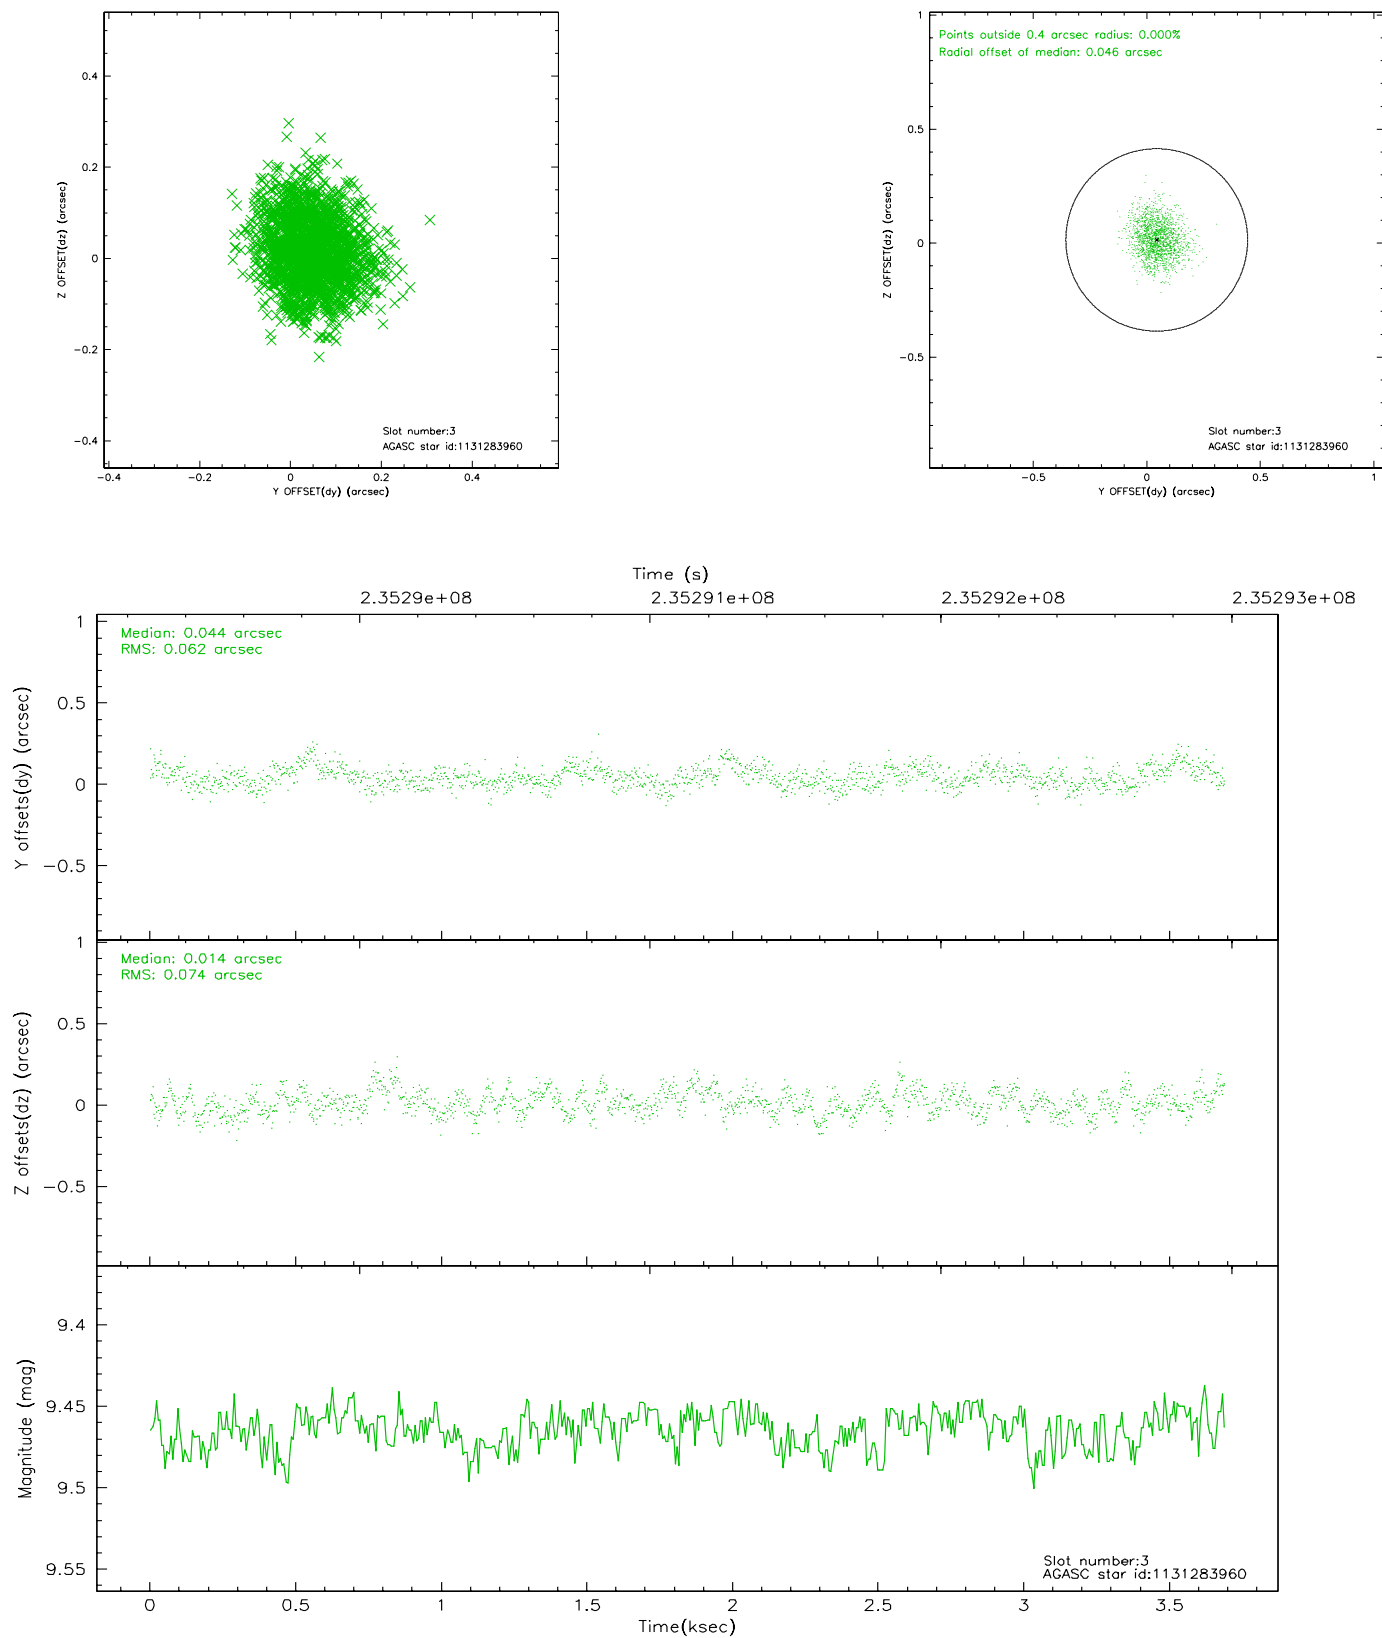 0.4
0.2
0
−0.2
−0.4
Z OFFSET(dz) (arcsec)
Slot number:3
AGASC star id:1131283960
−0.4
−0.2
0
0.2
0.4
Y OFFSET(dy) (arcsec)
Points outside 0.4 arcsec radius: 0.000%
Radial offset of median: 0.046 arcsec
1
0.5
0
−0.5
Z OFFSET(dz) (arcsec)
Slot number:3
AGASC star id:1131283960
−0.5
0
0.5
1
Y OFFSET(dy) (arcsec)
Time (s)
2.3529e+08
2.35291e+08
2.35292e+08
2.35293e+08
Median: 0.044 arcsec
RMS: 0.062 arcsec
1
0.5
0
−0.5
Y offsets(dy) (arcsec)
Median: 0.014 arcsec
RMS: 0.074 arcsec
1
0.5
0
−0.5
Z offsets(dz) (arcsec)
9.4
9.45
9.5
9.55
Magnitude (mag)
Slot number:3
AGASC star id:1131283960
0
0.5
1
1.5
2
2.5
3
3.5
Time(ksec)